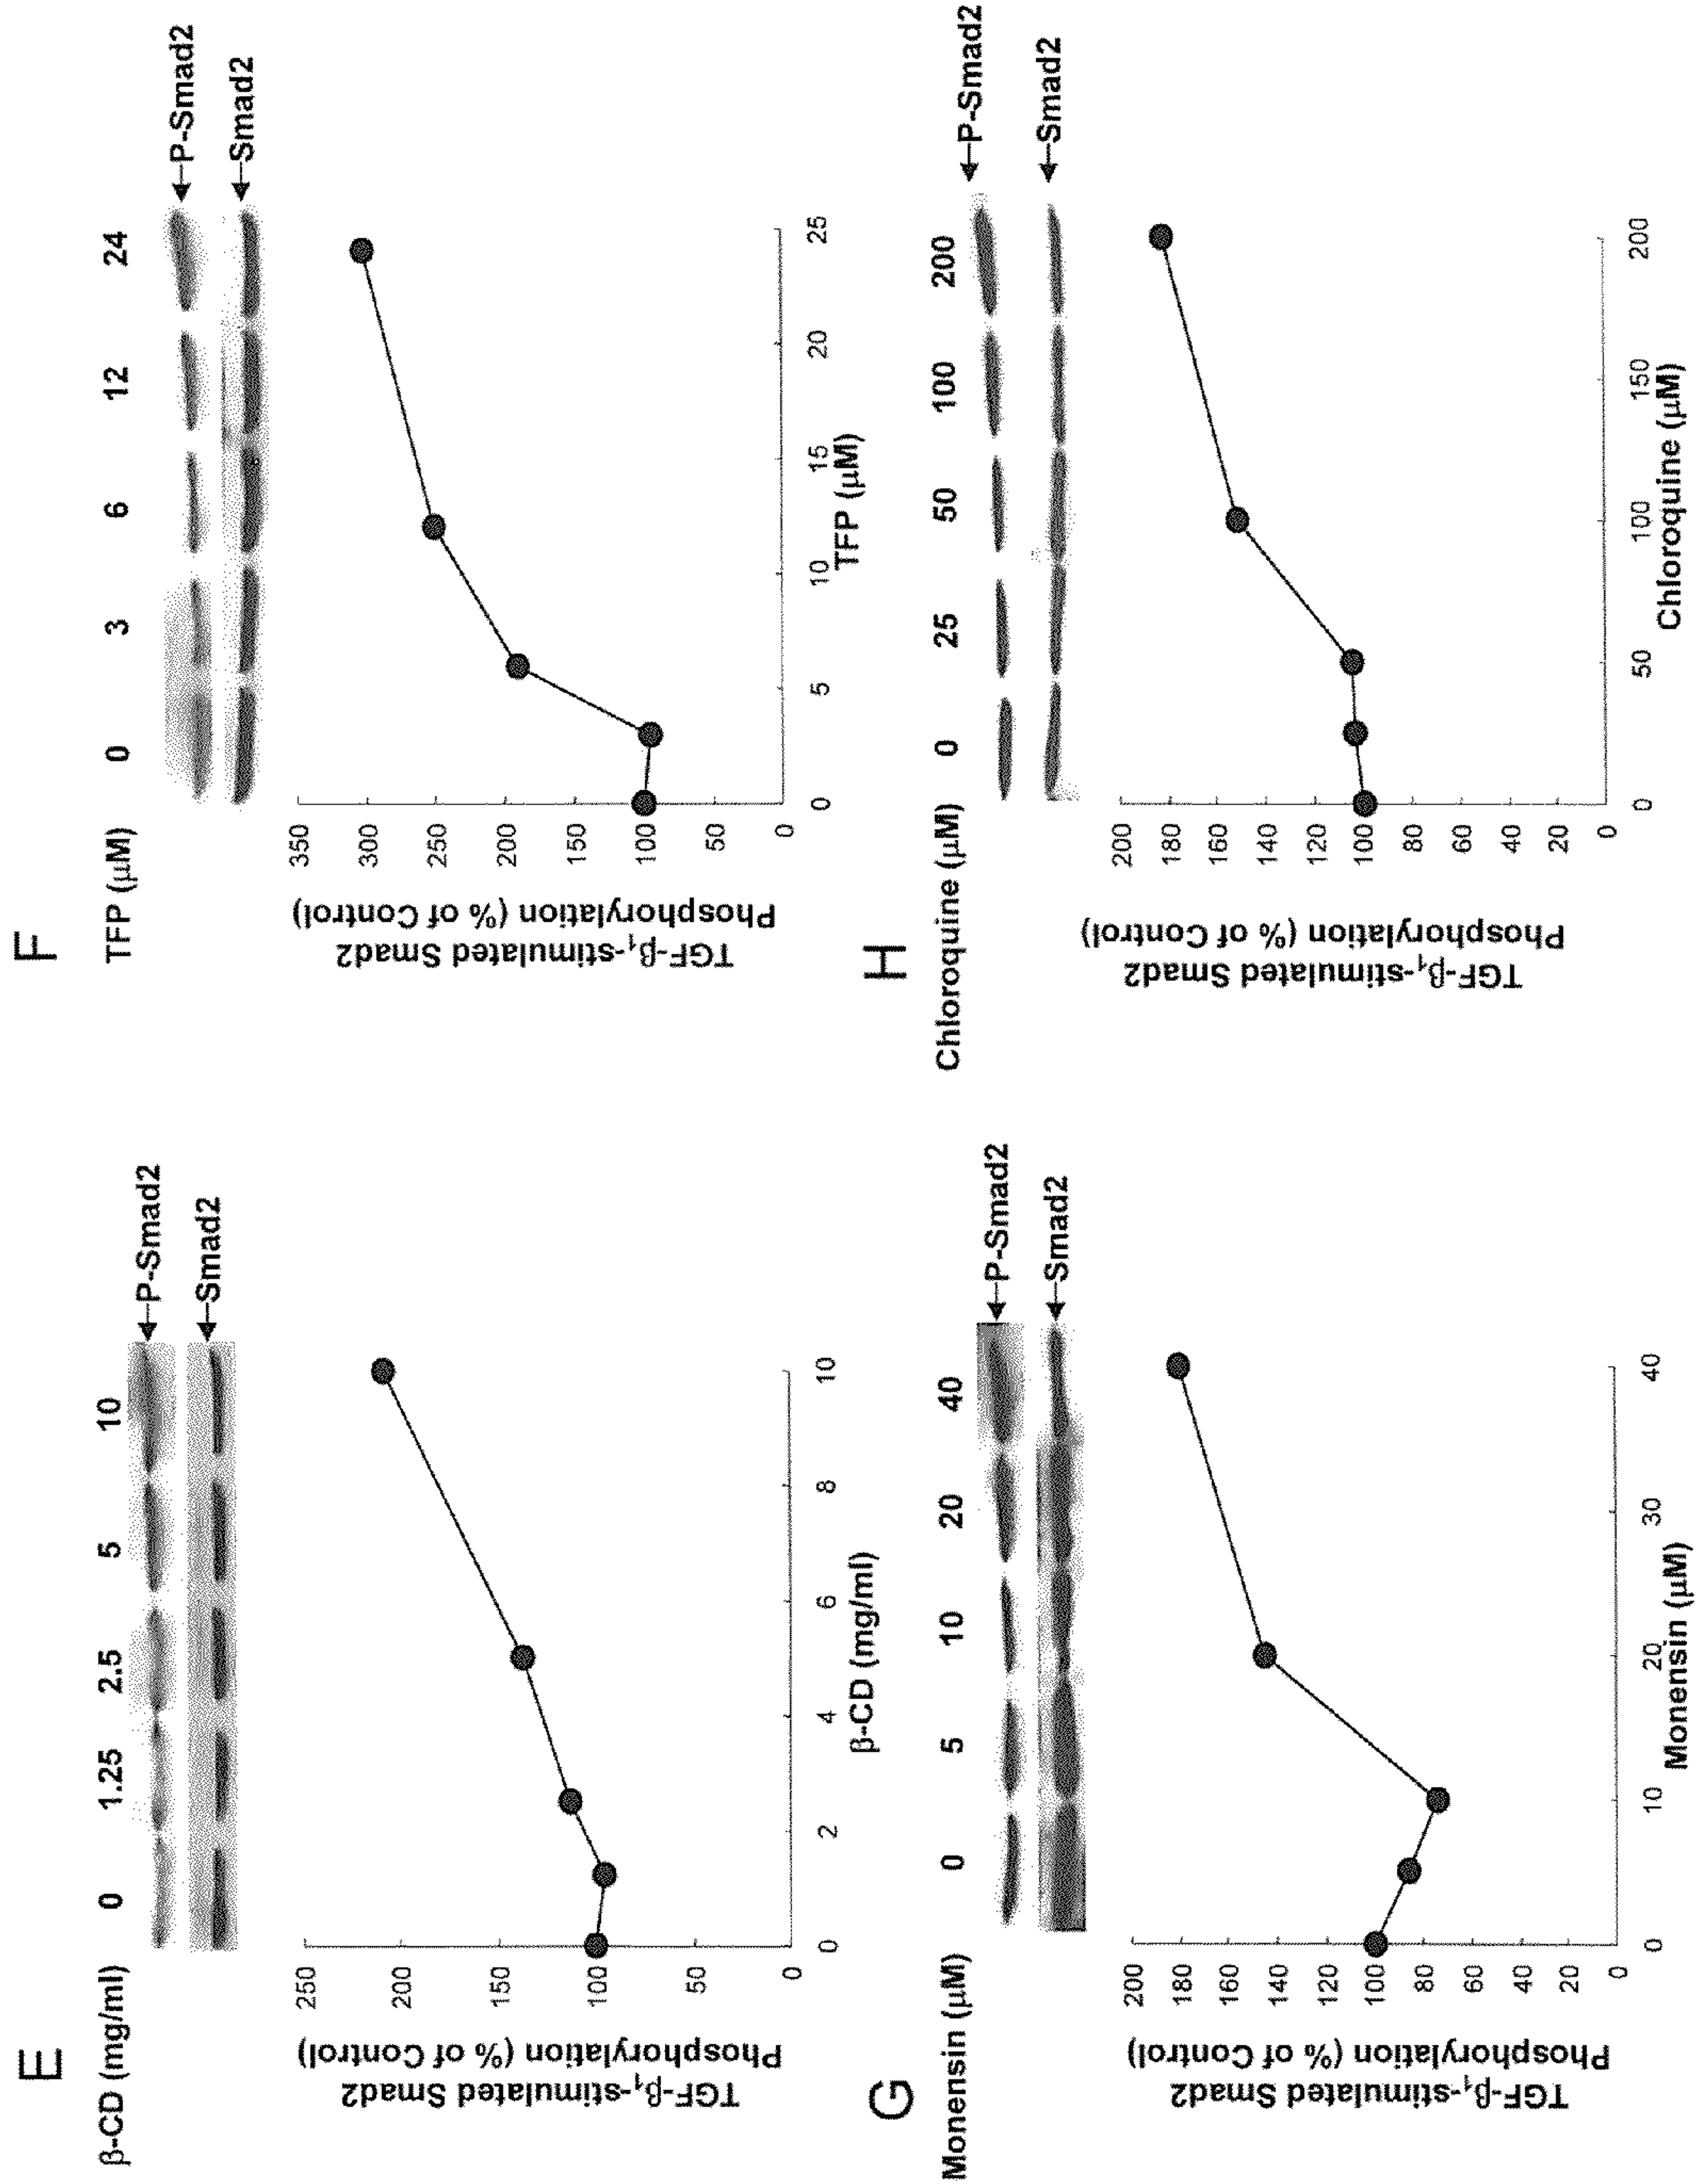 E
β-CD (mg/ml) 0 1.25 2.5 5 10
P-Smad2
Smad2
TGF-β1-stimulated Smad2
Phosphorylation (% of Control)
250
200
150
100
50
0
0 2 4 6 8 10
β-CD (mg/ml)
F
TFP (μM) 0 3 6 12 24
P-Smad2
Smad2
TGF-β1-stimulated Smad2
Phosphorylation (% of Control)
350
300
250
200
150
100
50
0
0 5 10 15 20 25
TFP (μM)
G
Monensin (μM) 0 5 10 20 40
P-Smad2
Smad2
TGF-β1-stimulated Smad2
Phosphorylation (% of Control)
200
180
160
140
120
100
80
60
40
20
0
0 10 20 30 40
Monensin (μM)
H
Chloroquine (μM) 0 25 50 100 200
P-Smad2
Smad2
TGF-β1-stimulated Smad2
Phosphorylation (% of Control)
200
180
160
140
120
100
80
60
40
20
0
0 50 100 150 200
Chloroquine (μM)